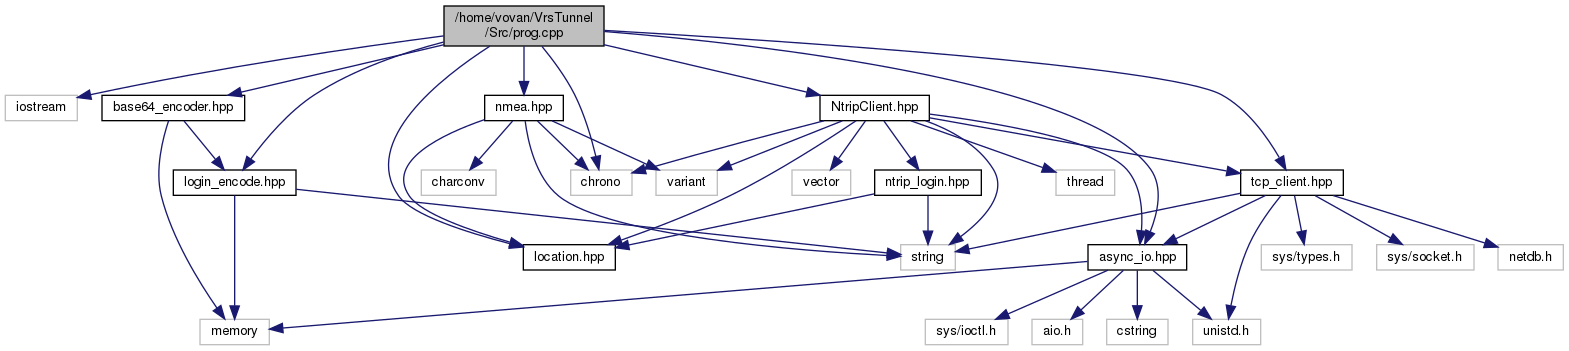 /home/vovan/VrsTunnel
/Src/prog.cpp
iostream
base64_encoder.hpp
nmea.hpp
NtripClient.hpp
login_encode.hpp
charconv
chrono
variant
vector
ntrip_login.hpp
thread
tcp_client.hpp
location.hpp
string
async_io.hpp
sys/types.h
sys/socket.h
netdb.h
memory
sys/ioctl.h
aio.h
cstring
unistd.h